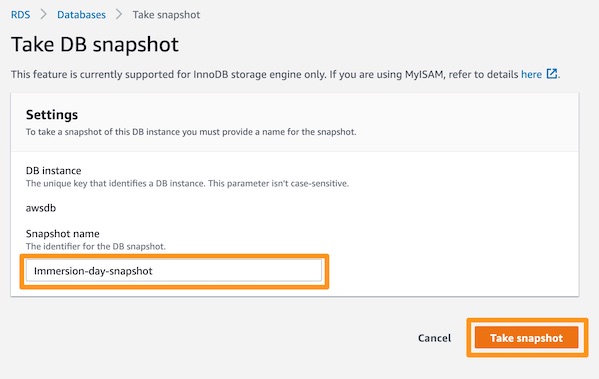 RDS > Databases > Take snapshot
Take DB snapshot
This feature is currently supported for InnoDB storage engine only. If you are using MyISAM, refer to details here.
Settings
To take a snapshot of this DB instance you must provide a name for the snapshot.
DB instance
The unique key that identifies a DB instance. This parameter isn't case-sensitive.
awsdb
Snapshot name
The identifier for the DB snapshot.
Immersion-day-snapshot
Cancel Take snapshot